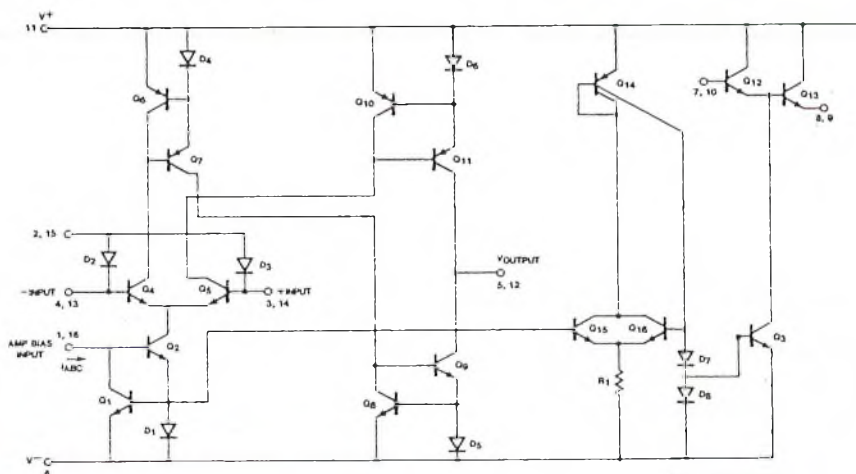 V+
11
D4
D6
Q14
Q12
Q13
7, 10
8, 9
Q6
Q10
Q7
Q11
2, 15
D2
D3
VOUTPUT
5, 12
-INPUT
4, 13
Q4
Q5
+INPUT
3, 14
AMP BIAS
INPUT
1, 16
IABC
Q2
Q15
Q16
Q3
D7
Q9
R1
D8
Q1
Q8
D1
D5
V-